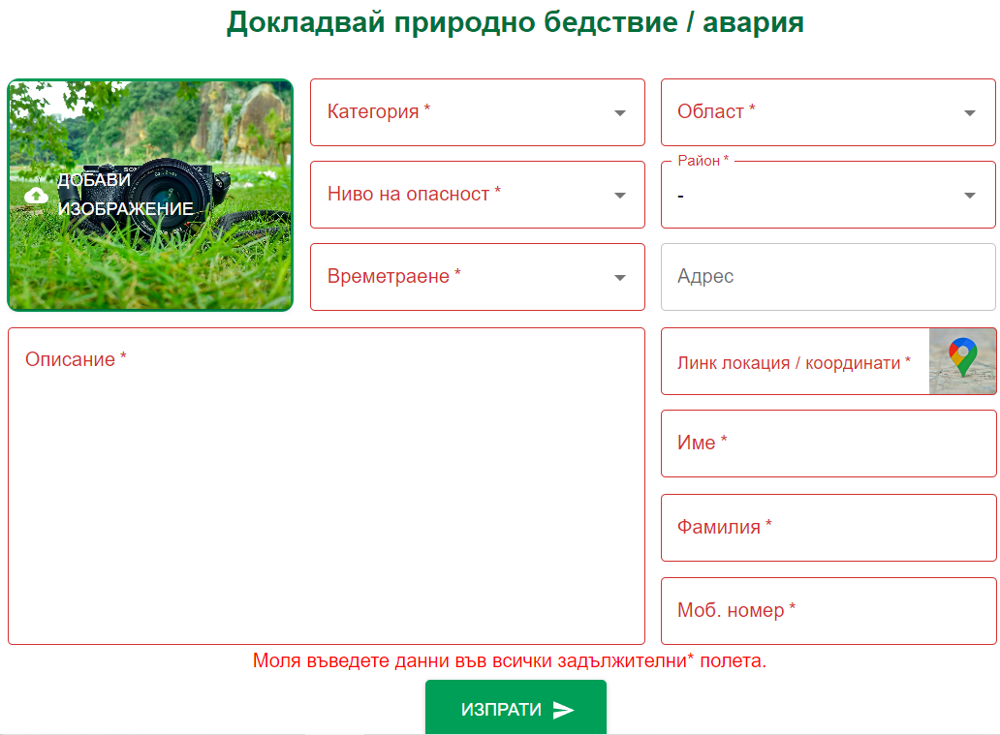 Докладвай природно бедствие / авария
ДОБАВИ
ИЗОБРАЖЕНИЕ
Категория *
Област *
Ниво на опасност *
Район *
-
Времетраене *
Адрес
Описание *
Линк локация / координати *
Име *
Фамилия *
Моб. номер *
Моля въведете данни във всички задължителни* полета.
ИЗПРАТИ